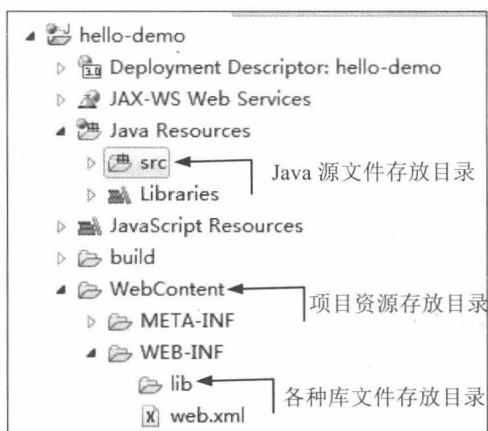 hello-demo
3.0 Deployment Descriptor: hello-demo
JAX-WS Web Services
Java Resources
src
Java 源文件存放目录
Libraries
JavaScript Resources
build
WebContent
项目资源存放目录
META-INF
WEB-INF
lib
各种库文件存放目录
X web.xml